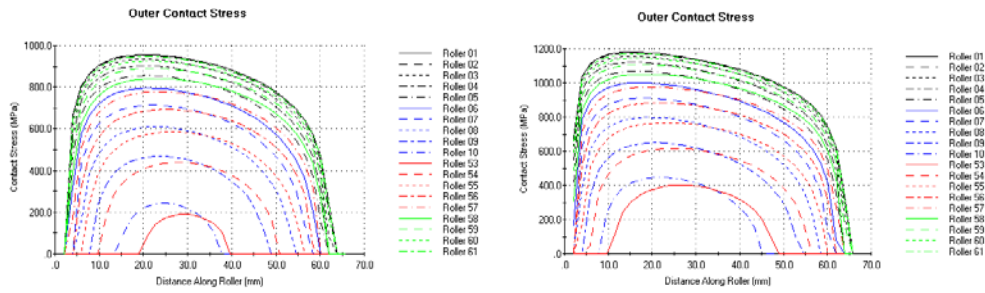 Outer Contact Stress
1000.0
800.0
600.0
400.0
200.0
.0
.0 10.0 20.0 30.0 40.0 50.0 60.0 70.0
Contact Stress (MPa)
Distance Along Roller (mm)
Roller 01
Roller 02
Roller 03
Roller 04
Roller 05
Roller 06
Roller 07
Roller 08
Roller 09
Roller 10
Roller 53
Roller 54
Roller 55
Roller 56
Roller 57
Roller 58
Roller 59
Roller 60
Roller 61
Outer Contact Stress
1200.0
1000.0
800.0
600.0
400.0
200.0
.0
.0 10.0 20.0 30.0 40.0 50.0 60.0 70.0
Contact Stress (MPa)
Distance Along Roller (mm)
Roller 01
Roller 02
Roller 03
Roller 04
Roller 05
Roller 06
Roller 07
Roller 08
Roller 09
Roller 10
Roller 53
Roller 54
Roller 55
Roller 56
Roller 57
Roller 58
Roller 59
Roller 60
Roller 61